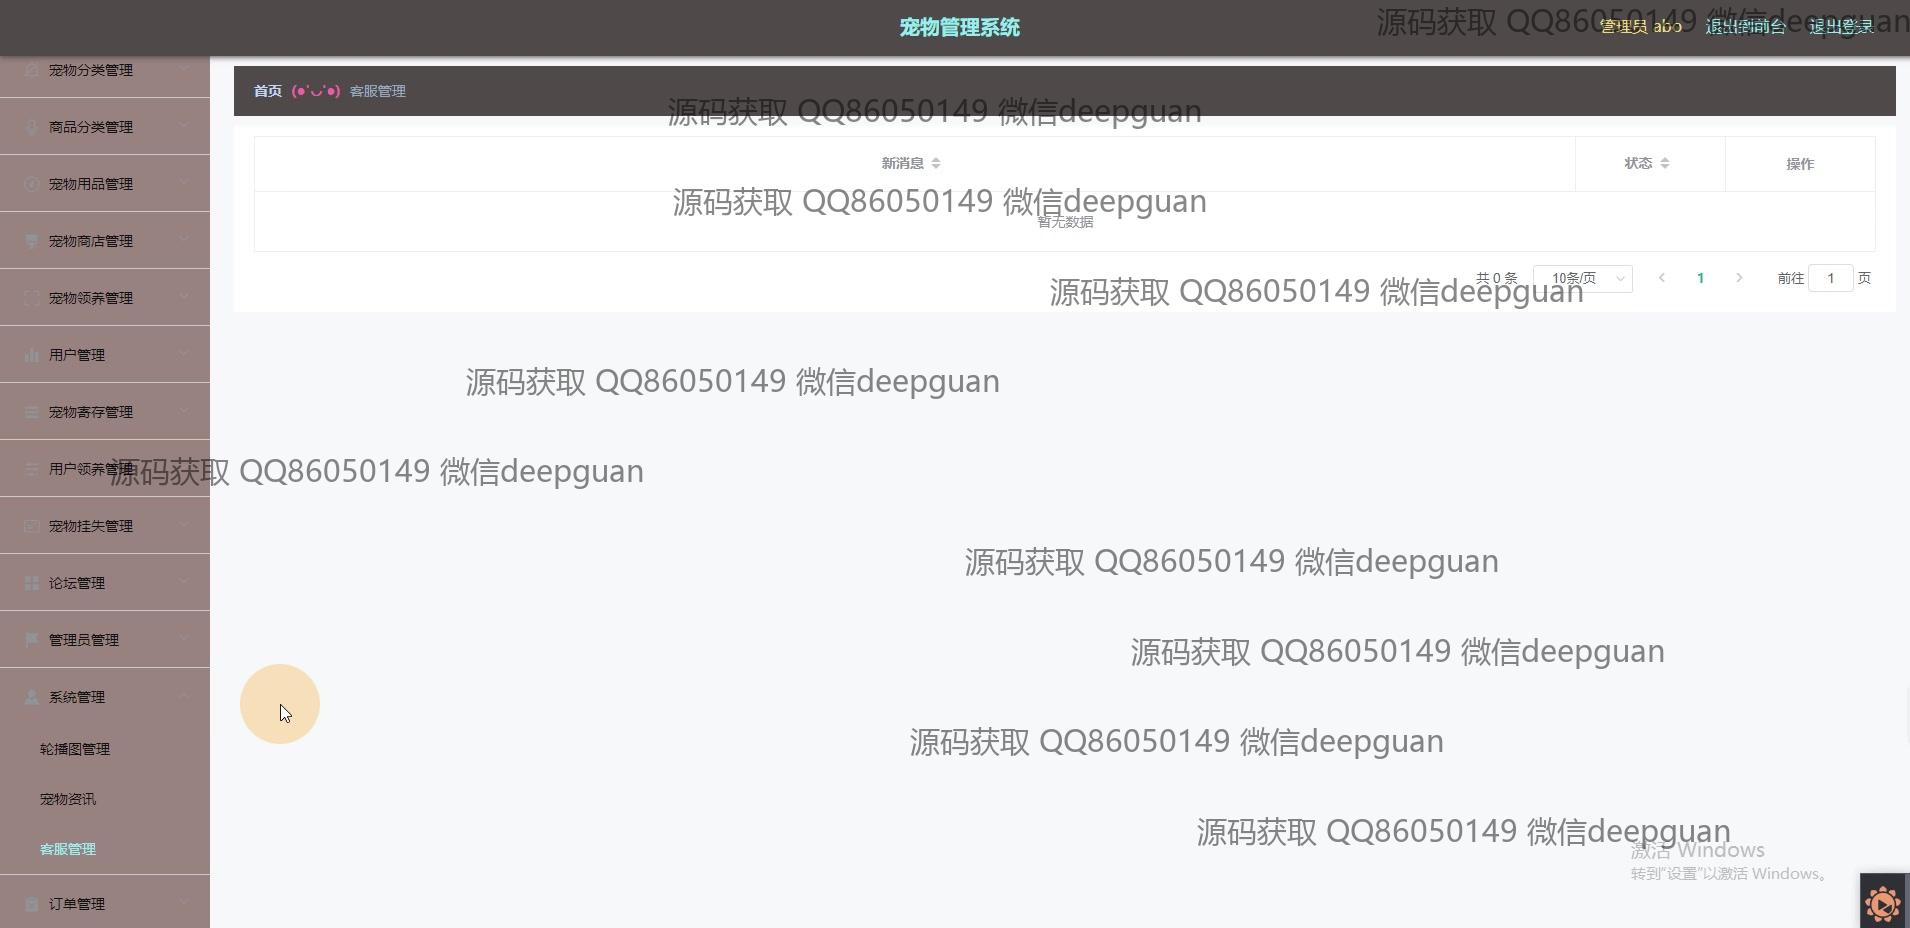 宠物管理系统
源码获取 QQ86050149 微信deepguan
管理员 abo 退出到前台 退出登录
宠物分类管理
首页 (●'◡'●) 客服管理
源码获取 QQ86050149 微信deepguan
商品分类管理
新消息 状态 操作
宠物用品管理
源码获取 QQ86050149 微信deepguan
暂无数据
宠物商店管理
共 0 条 10条/页 1 前往 1 页
源码获取 QQ86050149 微信deepguan
宠物领养管理
用户管理
源码获取 QQ86050149 微信deepguan
宠物寄存管理
用户领养管理
源码获取 QQ86050149 微信deepguan
宠物挂失管理
源码获取 QQ86050149 微信deepguan
论坛管理
管理员管理
源码获取 QQ86050149 微信deepguan
系统管理
轮播图管理
源码获取 QQ86050149 微信deepguan
宠物资讯
源码获取 QQ86050149 微信deepguan
客服管理
激活 Windows
转到"设置"以激活 Windows。
订单管理